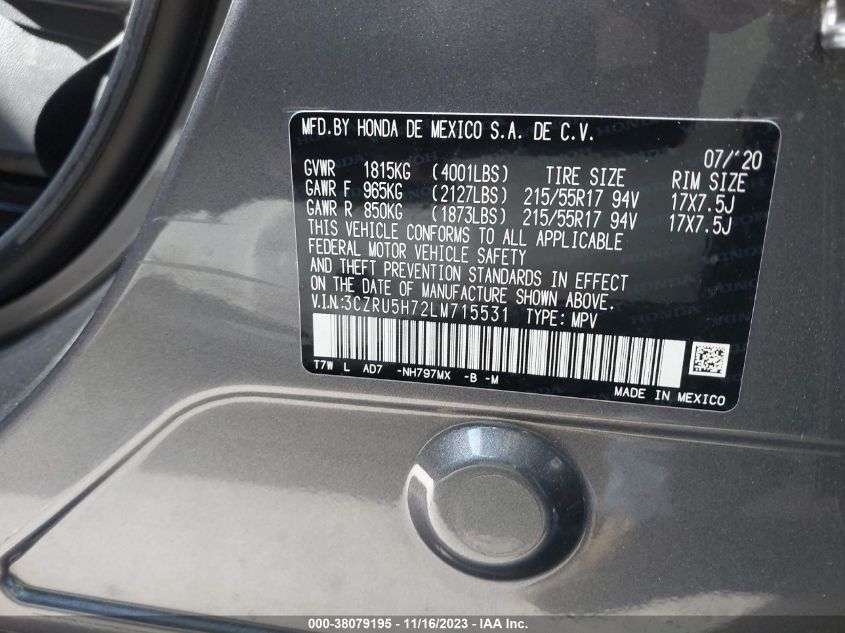 MFD.BY HONDA DE MEXICO S.A. DE C.V.
07/'20
GVWR 1815KG (4001LBS) TIRE SIZE RIM SIZE
GAWR F 965KG (2127LBS) 215/55R17 94V 17X7.5J
GAWR R 850KG (1873LBS) 215/55R17 94V 17X7.5J
THIS VEHICLE CONFORMS TO ALL APPLICABLE
FEDERAL MOTOR VEHICLE SAFETY
AND THEFT PREVENTION STANDARDS IN EFFECT
ON THE DATE OF MANUFACTURE SHOWN ABOVE.
V.I.N:3CZRU5H72LM715531 TYPE: MPV
T7W L AD7 -NH797MX -B -M
MADE IN MEXICO
000-38079195 - 11/16/2023 - IAA Inc.